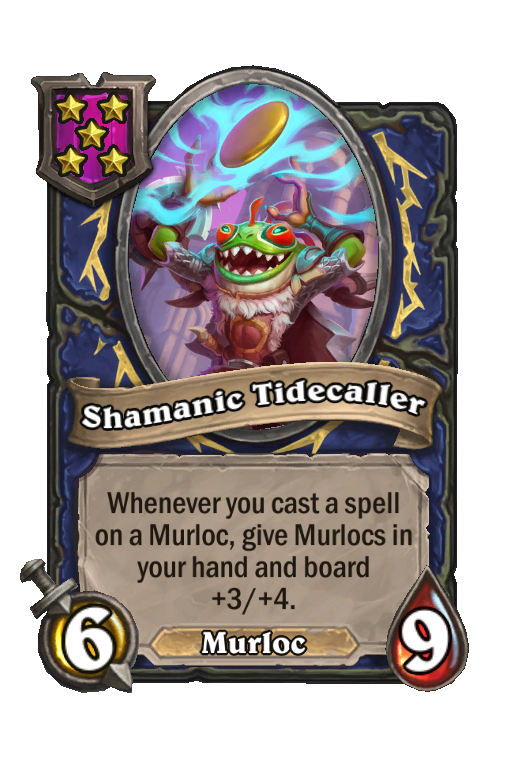 Shamanic Tidecaller
Whenever you cast a spell
on a Murloc, give Murlocs in
your hand and board
+3/+4.
6
Murloc
9